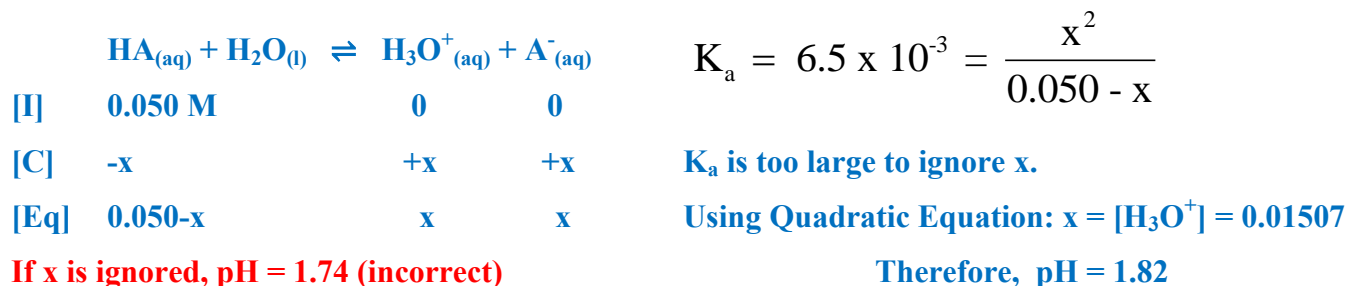 HA(aq) + H₂O(l) ⇌ H₃O⁺(aq) + A⁻(aq)
Kₐ = 6.5 x 10⁻³ = x² / 0.050 - x
[I] 0.050 M 0 0
[C] -x +x +x
Kₐ is too large to ignore x.
[Eq] 0.050-x x x
Using Quadratic Equation: x = [H₃O⁺] = 0.01507
If x is ignored, pH = 1.74 (incorrect)
Therefore, pH = 1.82